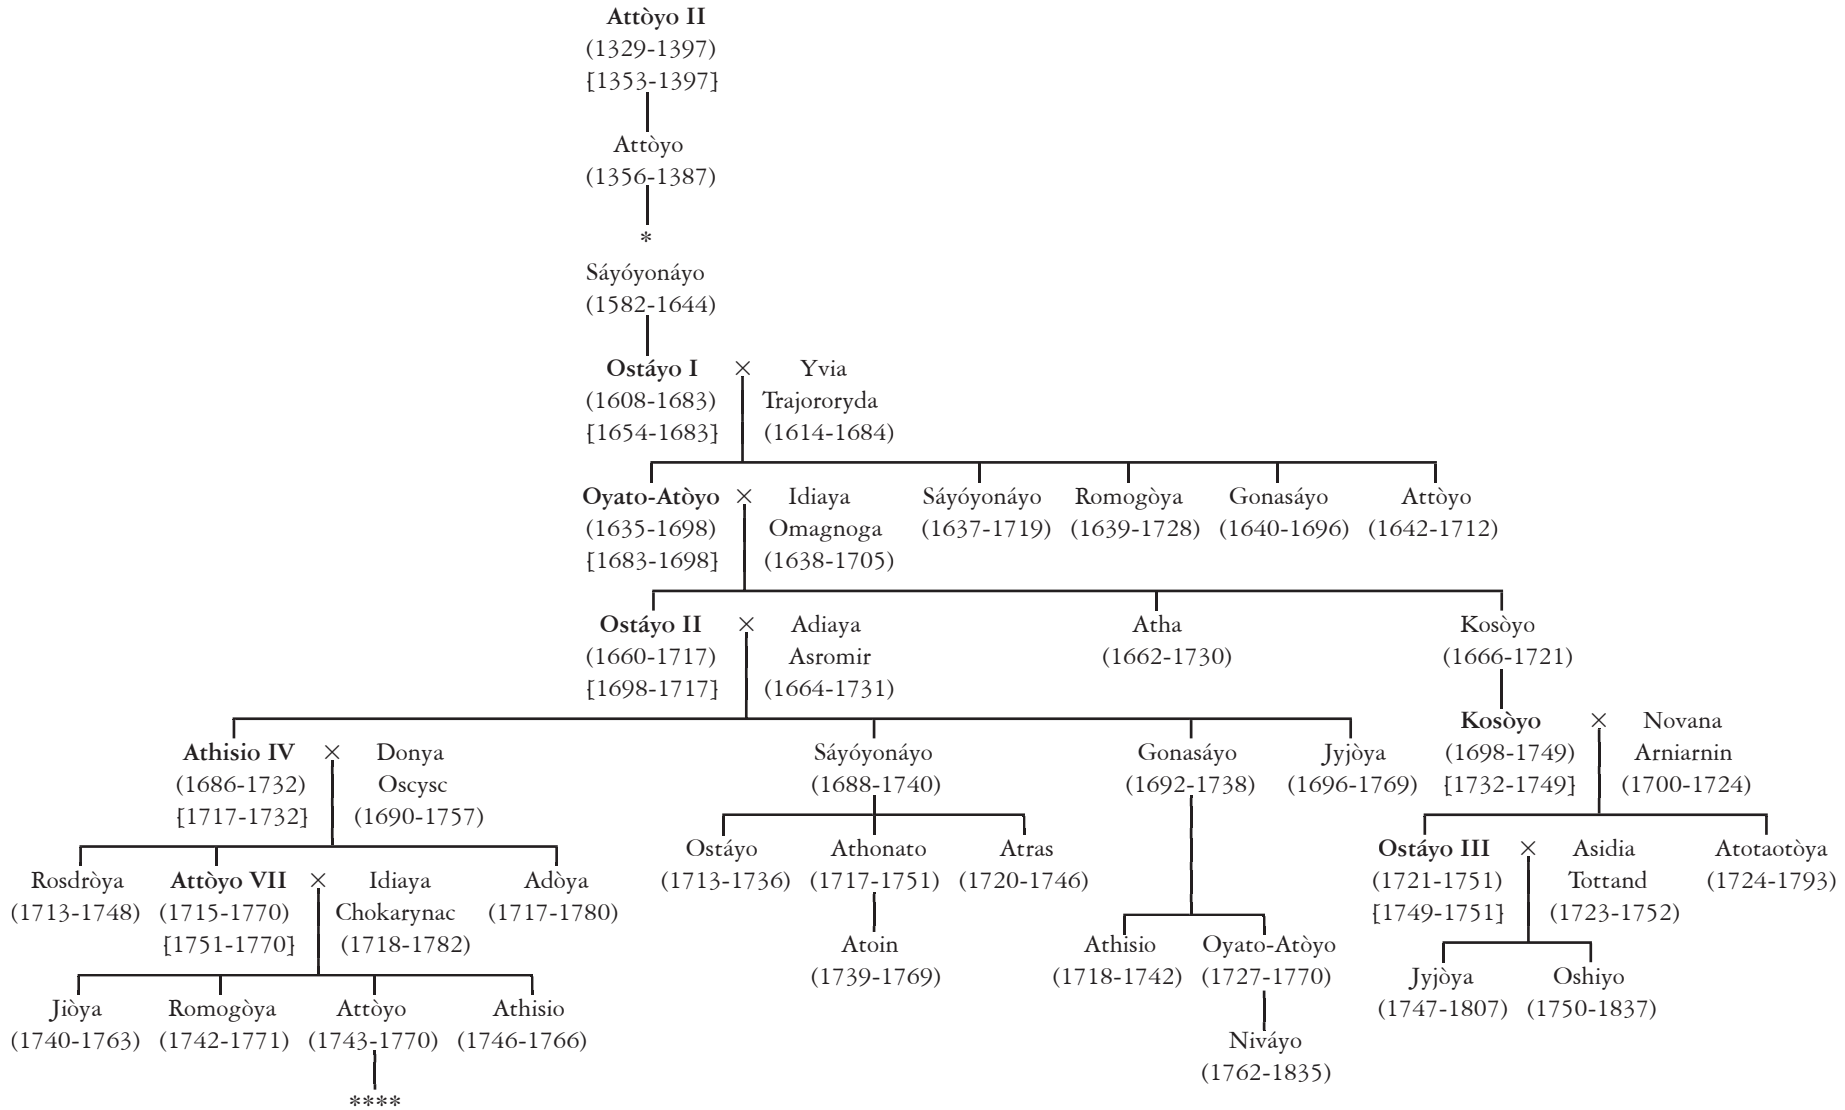 Attòyo II
(1329-1397)
[1353-1397]
Attòyo
(1356-1387)
*
Sáyóyonáyo
(1582-1644)
Ostáyo I × Yvia
(1608-1683) Trajororyda
[1654-1683] (1614-1684)
Oyato-Atòyo × Idiaya Sáyóyonáyo Romogòya Gonasáyo Attòyo
(1635-1698) Omagnoga (1637-1719) (1639-1728) (1640-1696) (1642-1712)
[1683-1698] (1638-1705)
Ostáyo II × Adiaya Atha Kosòyo
(1660-1717) Asromir (1662-1730) (1666-1721)
[1698-1717] (1664-1731)
Kosòyo × Novana
Athisio IV × Donya Sáyóyonáyo Gonasáyo Jyjòya (1698-1749) Arniarnin
(1686-1732) Oscysc (1688-1740) (1692-1738) (1696-1769) [1732-1749] (1700-1724)
[1717-1732] (1690-1757)
Ostáyo Athonato Atras Ostáyo III × Asidia Atotaotòya
Rosdròya Attòyo VII × Idiaya Adòya (1713-1736) (1717-1751) (1720-1746) (1721-1751) Tottand (1724-1793)
(1713-1748) (1715-1770) Chokarynac (1717-1780) [1749-1751] (1723-1752)
[1751-1770] (1718-1782) Atoin Athisio Oyato-Atòyo
(1739-1769) (1718-1742) (1727-1770) Jyjòya Oshiyo
Jiòya Romogòya Attòyo Athisio (1747-1807) (1750-1837)
(1740-1763) (1742-1771) (1743-1770) (1746-1766) Niváyo
(1762-1835)
****